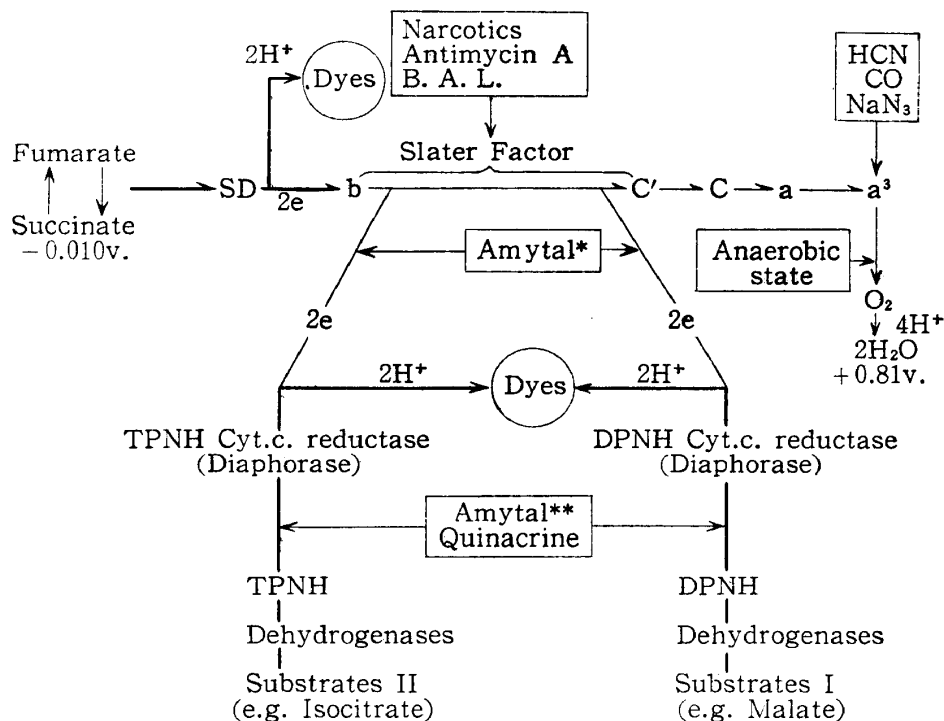 Narcotics
Antimycin A
B. A. L.
HCN
CO
NaN₃
2H⁺
Dyes
Slater Factor
Fumarate
Succinate
−0.010v.
SD
2e
b
C′
C
a
a³
Amytal*
Anaerobic
state
O₂
4H⁺
2H₂O
+0.81v.
2e
2e
2H⁺
Dyes
2H⁺
TPNH Cyt.c. reductase
(Diaphorase)
DPNH Cyt.c. reductase
(Diaphorase)
Amytal**
Quinacrine
TPNH
DPNH
Dehydrogenases
Dehydrogenases
Substrates II
(e.g. Isocitrate)
Substrates I
(e.g. Malate)